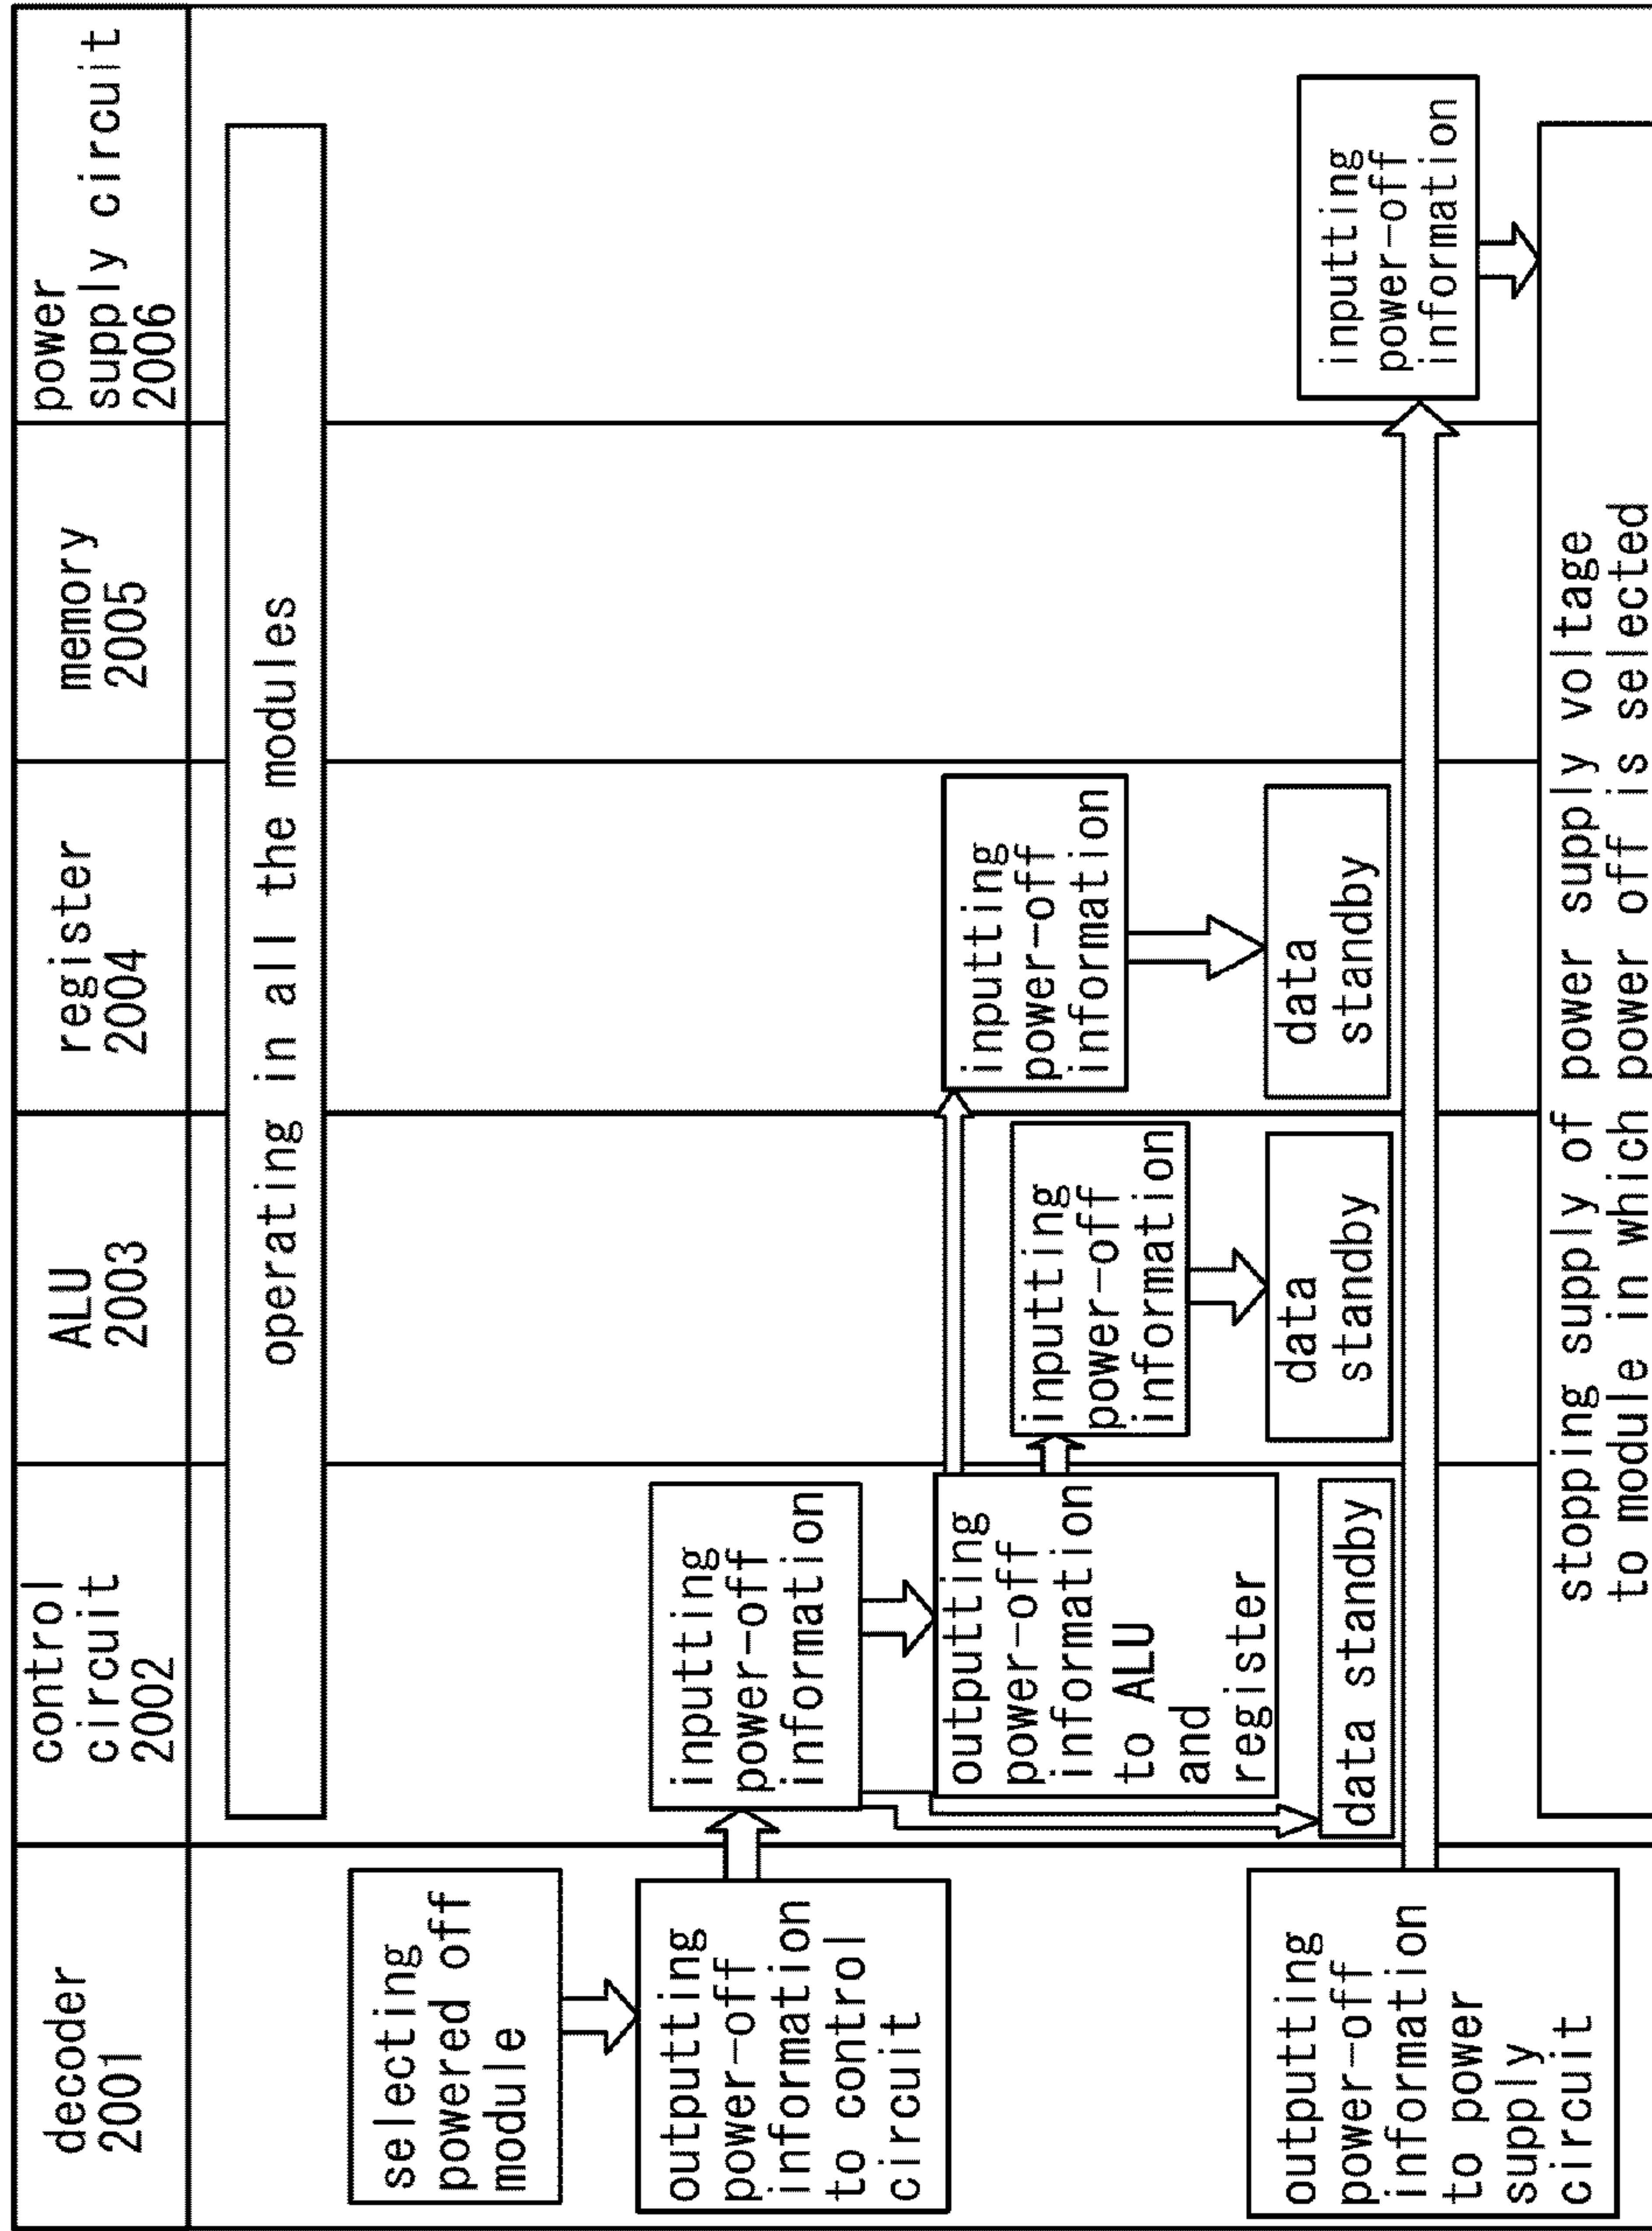 decoder
2001
control
circuit
2002
ALU
2003
register
2004
memory
2005
power
supply circuit
2006
operating in all the modules
selecting
powered off
module
outputting
power-off
information
to control
circuit
inputting
power-off
information
outputting
power-off
information
to ALU
and
register
inputting
power-off
information
inputting
power-off
information
data
standby
data
standby
data standby
outputting
power-off
information
to power
supply
circuit
inputting
power-off
information
stopping supply of power supply voltage
to module in which power off is selected